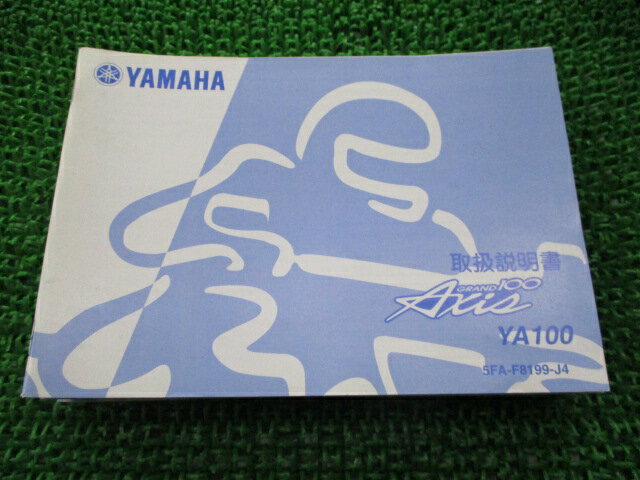 YAMAHA
取扱説明書
GRAND 100
Axis
YA100
5FA-F8199-J4